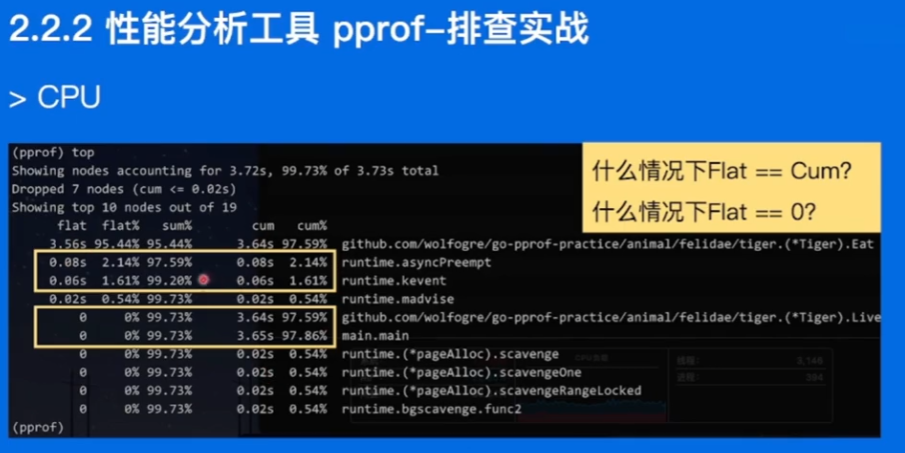 2.2.2 性能分析工具 pprof-排查实战
> CPU
(pprof) top
Showing nodes accounting for 3.72s, 99.73% of 3.73s total
Dropped 7 nodes (cum <= 0.02s)
Showing top 10 nodes out of 19
flat flat% sum% cum cum%
3.56s 95.44% 95.44% 3.64s 97.59% github.com/wolfogre/go-pprof-practice/animal/felidae/tiger.(*Tiger).Eat
0.08s 2.14% 97.59% 0.08s 2.14% runtime.asyncPreempt
0.06s 1.61% 99.20% 0.06s 1.61% runtime.kevent
0.02s 0.54% 99.73% 0.02s 0.54% runtime.madvise
0 0% 99.73% 3.64s 97.59% github.com/wolfogre/go-pprof-practice/animal/felidae/tiger.(*Tiger).Live
0 0% 99.73% 3.65s 97.86% main.main
0 0% 99.73% 0.02s 0.54% runtime.(*pageAlloc).scavenge
0 0% 99.73% 0.02s 0.54% runtime.(*pageAlloc).scavengeOne
0 0% 99.73% 0.02s 0.54% runtime.(*pageAlloc).scavengeRangeLocked
0 0% 99.73% 0.02s 0.54% runtime.bgscavenge.func2
(pprof)
什么情况下Flat == Cum?
什么情况下Flat == 0?